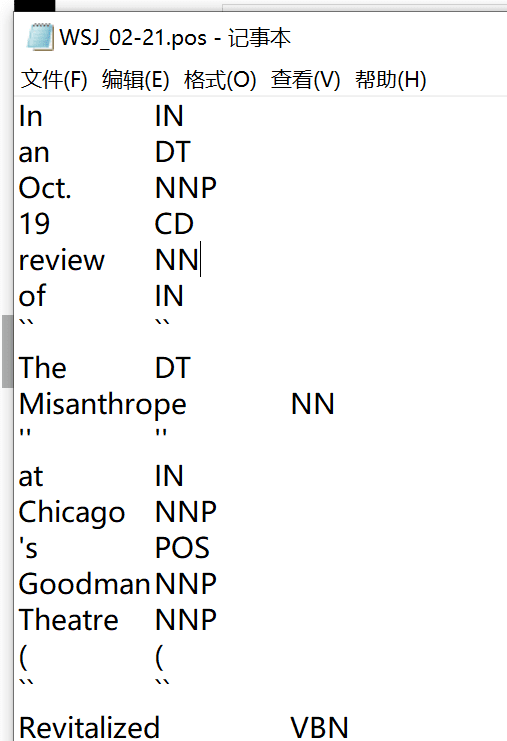 WSJ_02-21.pos - 记事本
文件(F) 编辑(E) 格式(O) 查看(V) 帮助(H)
In IN
an DT
Oct. NNP
19 CD
review NN
of IN
`` ``
The DT
Misanthrope NN
'' ''
at IN
Chicago NNP
's POS
Goodman NNP
Theatre NNP
( (
`` ``
Revitalized VBN